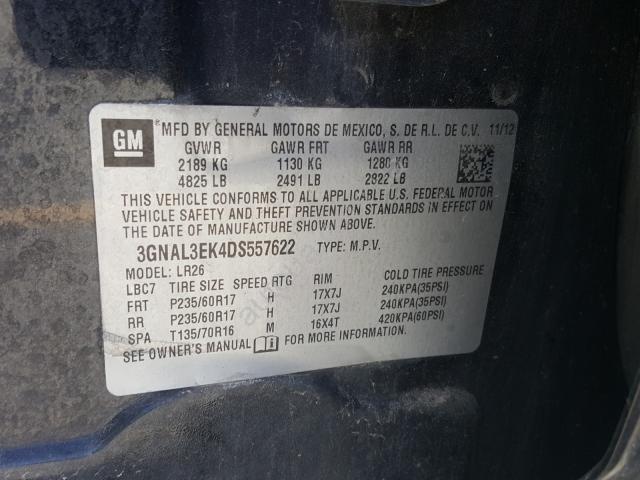 GM
*MFD BY GENERAL MOTORS DE MEXICO, S. DE R.L. DE C.V. 11/12
GVWR GAWR FRT GAWR RR
2189 KG 1130 KG 1280 KG
4825 LB 2491 LB 2822 LB
THIS VEHICLE CONFORMS TO ALL APPLICABLE U.S. FEDERAL MOTOR
VEHICLE SAFETY AND THEFT PREVENTION STANDARDS IN EFFECT ON
THE DATE OF MANUFACTURE SHOWN ABOVE.
3GNAL3EK4DS557622 TYPE: M.P.V.
MODEL: LR26
LBC7 TIRE SIZE SPEED RTG RIM COLD TIRE PRESSURE
FRT P235/60R17 H 17X7J 240KPA(35PSI)
RR P235/60R17 H 17X7J 240KPA(35PSI)
SPA T135/70R16 M 16X4T 420KPA(60PSI)
SEE OWNER'S MANUAL FOR MORE INFORMATION.